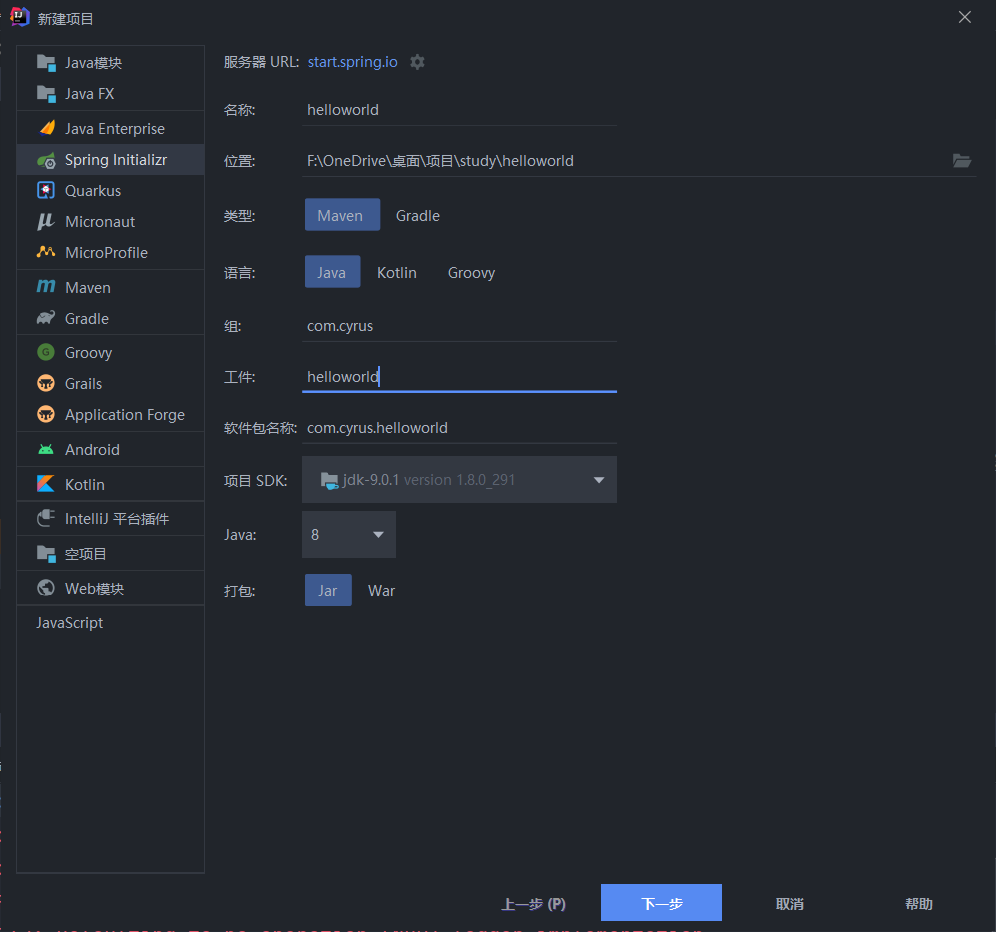 新建项目
Java模块
Java FX
Java Enterprise
Spring Initializr
Quarkus
Micronaut
MicroProfile
Maven
Gradle
Groovy
Grails
Application Forge
Android
Kotlin
IntelliJ 平台插件
空项目
Web模块
JavaScript
服务器 URL: start.spring.io
名称: helloworld
位置: F:\OneDrive\桌面\项目\study\helloworld
类型: Maven Gradle
语言: Java Kotlin Groovy
组: com.cyrus
工件: helloworld
软件包名称: com.cyrus.helloworld
项目 SDK: jdk-9.0.1 version 1.8.0_291
Java: 8
打包: Jar War
上一步 (P) 下一步 取消 帮助